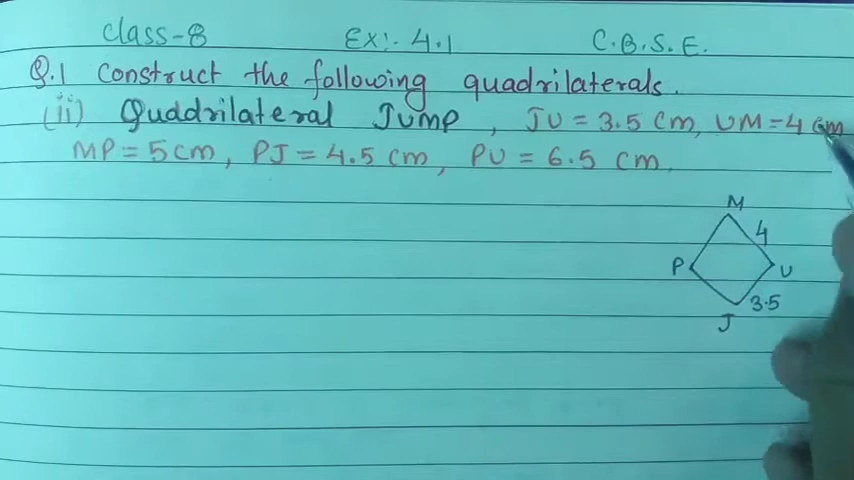 class-8 Ex:. 4.1 C.B.S.E.
Q.1 Construct the following quadrilaterals.
(ii) Quddrilateral JUMP, JU = 3.5 cm, UM = 4 cm
MP = 5 cm, PJ = 4.5 cm, PU = 6.5 cm
M
4
P
U
3.5
J